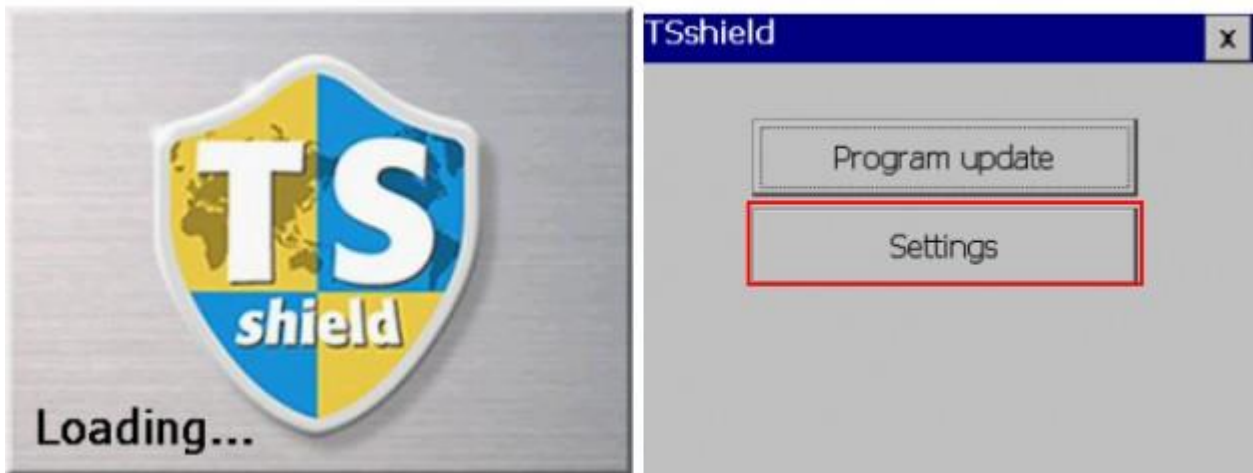 TS
shield
Loading...
TSshield
x
Program update
Settings